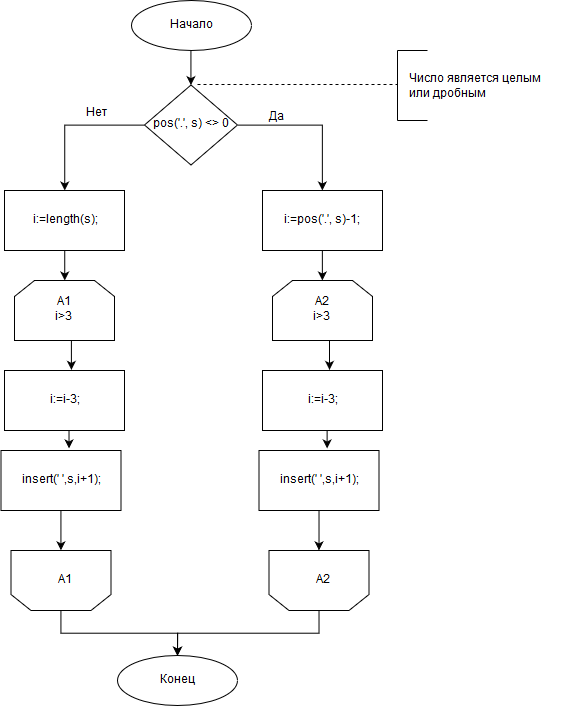 Начало
Число является целым
или дробным
pos('.', s) <> 0
Нет
Да
i:=length(s);
i:=pos('.', s)-1;
A1
i>3
A2
i>3
i:=i-3;
i:=i-3;
insert(' ',s,i+1);
insert(' ',s,i+1);
A1
A2
Конец